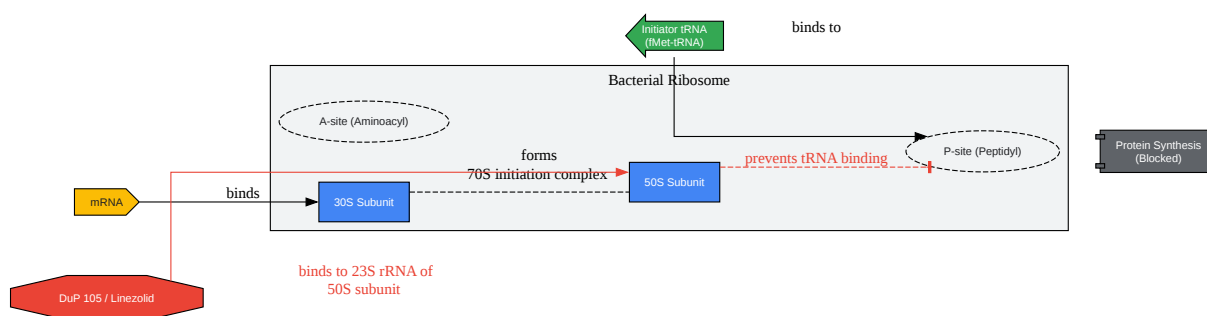 Initiator tRNA
(fMet-tRNA)
binds to
Bacterial Ribosome
A-site (Aminoacyl)
P-site (Peptidyl)
Protein Synthesis
(Blocked)
forms
70S initiation complex
prevents tRNA binding
50S Subunit
mRNA
binds
30S Subunit
binds to 23S rRNA of
50S subunit
DuP 105 / Linezolid